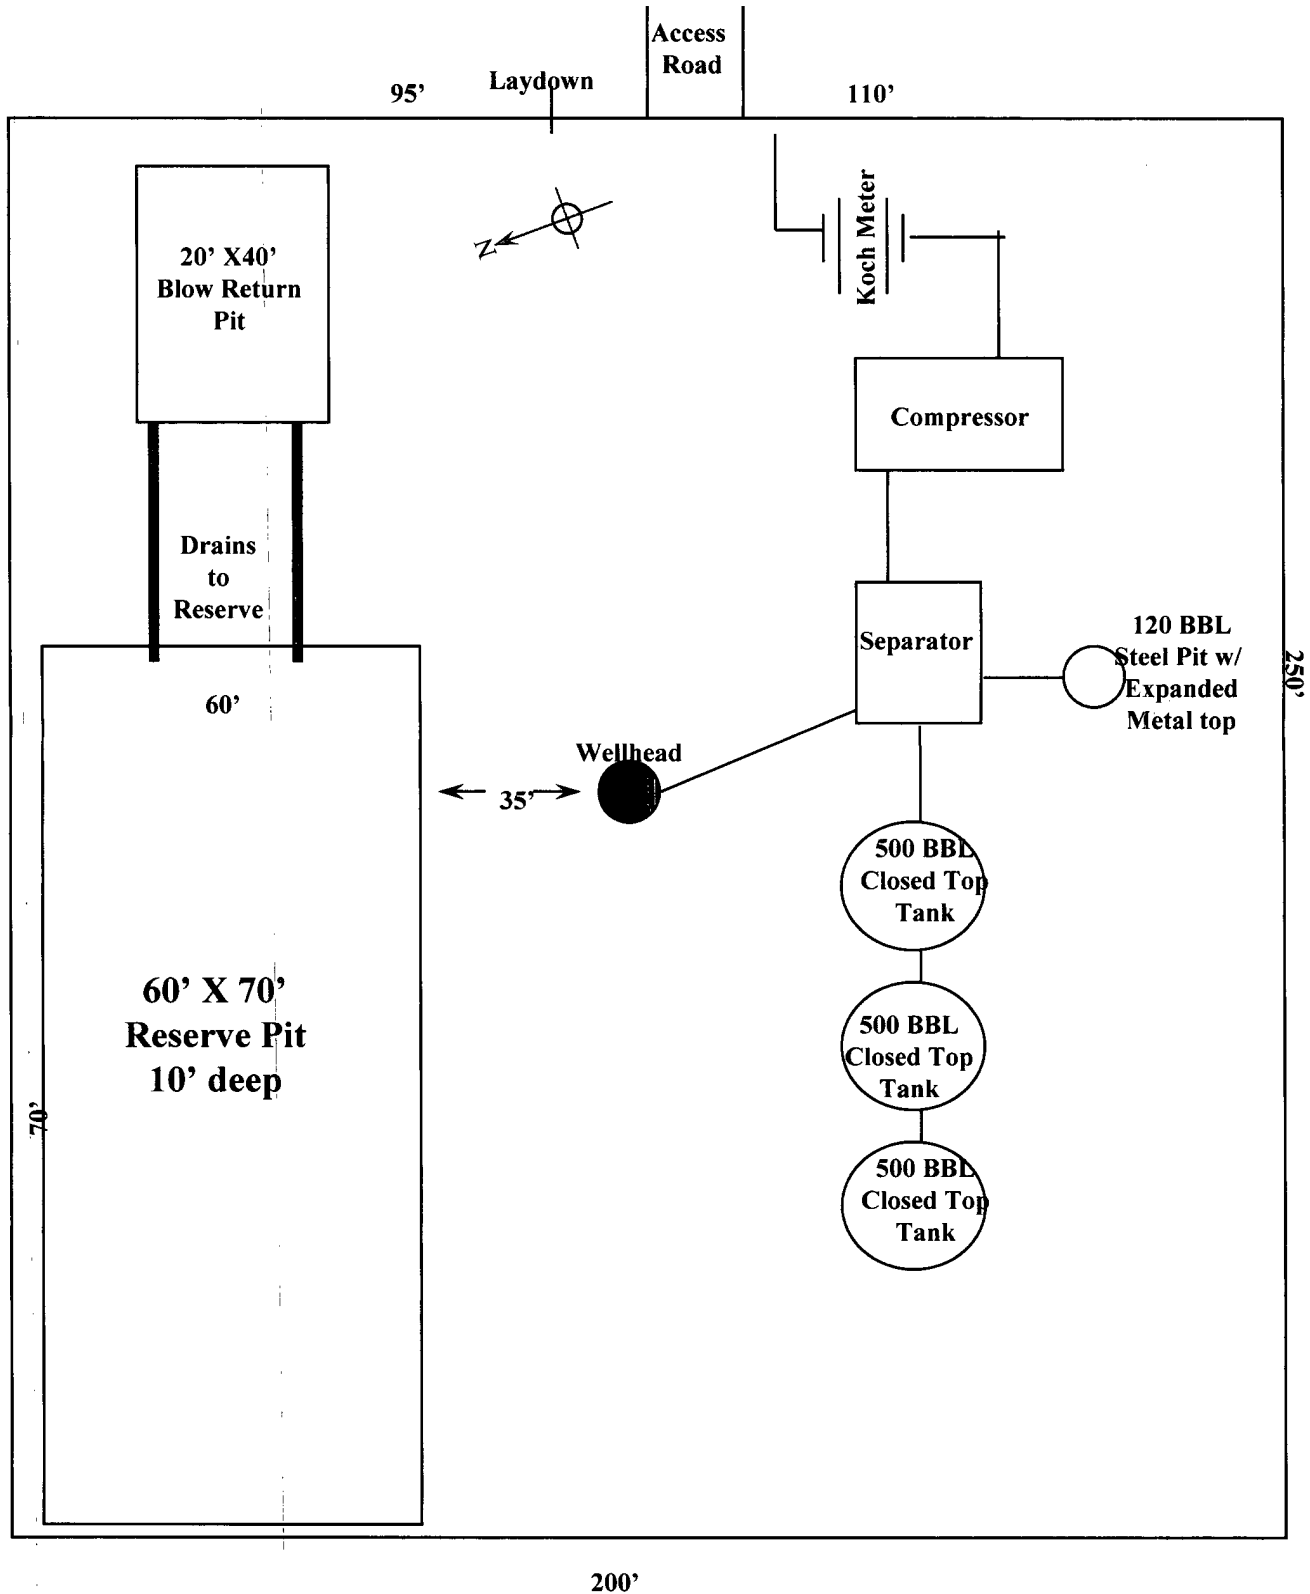 Access
Road
Laydown
95'
110'
Koch Meter
N
20' X40'
Blow Return
Pit
Compressor
Drains
to
Reserve
Separator
120 BBL
Steel Pit w/
Expanded
Metal top
250'
60'
Wellhead
35'
500 BBL
Closed Top
Tank
60' X 70'
Reserve Pit
10' deep
500 BBL
Closed Top
Tank
70'
500 BBL
Closed Top
Tank
200'